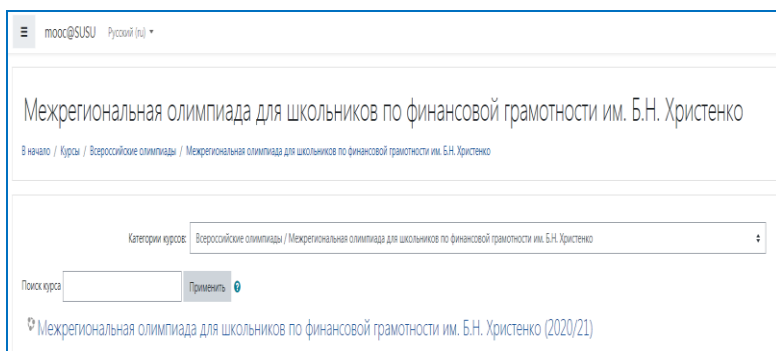 mooc@SUSU Русский (ru)
Межрегиональная олимпиада для школьников по финансовой грамотности им. Б.Н. Христенко
В начало / Курсы / Всероссийские олимпиады / Межрегиональная олимпиада для школьников по финансовой грамотности им. Б.Н. Христенко
Категории курсов: Всероссийские олимпиады / Межрегиональная олимпиада для школьников по финансовой грамотности им. Б.Н. Христенко
Поиск курса Применить
Межрегиональная олимпиада для школьников по финансовой грамотности им. Б.Н. Христенко (2020/21)